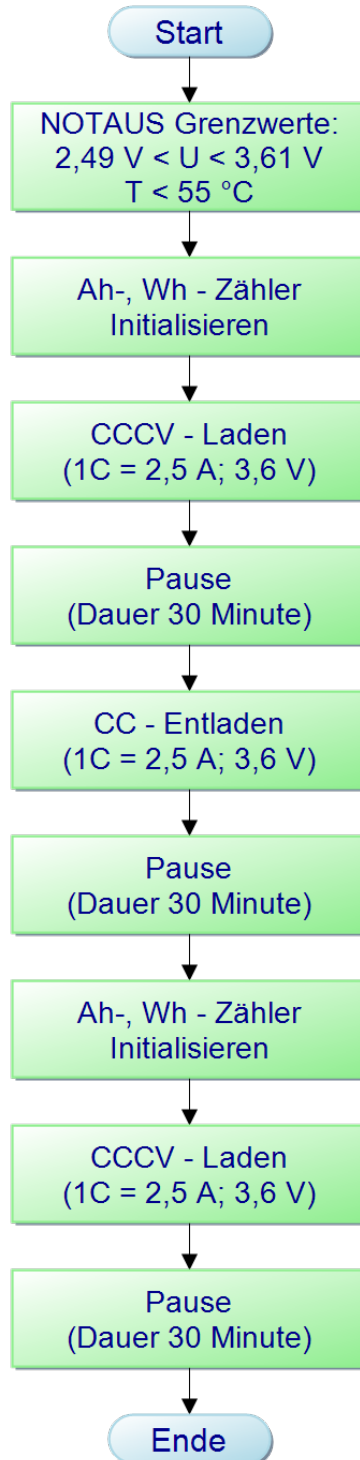 Start
NOTAUS Grenzwerte:
2,49 V < U < 3,61 V
T < 55 °C
Ah-, Wh - Zähler
Initialisieren
CCCV - Laden
(1C = 2,5 A; 3,6 V)
Pause
(Dauer 30 Minute)
CC - Entladen
(1C = 2,5 A; 3,6 V)
Pause
(Dauer 30 Minute)
Ah-, Wh - Zähler
Initialisieren
CCCV - Laden
(1C = 2,5 A; 3,6 V)
Pause
(Dauer 30 Minute)
Ende